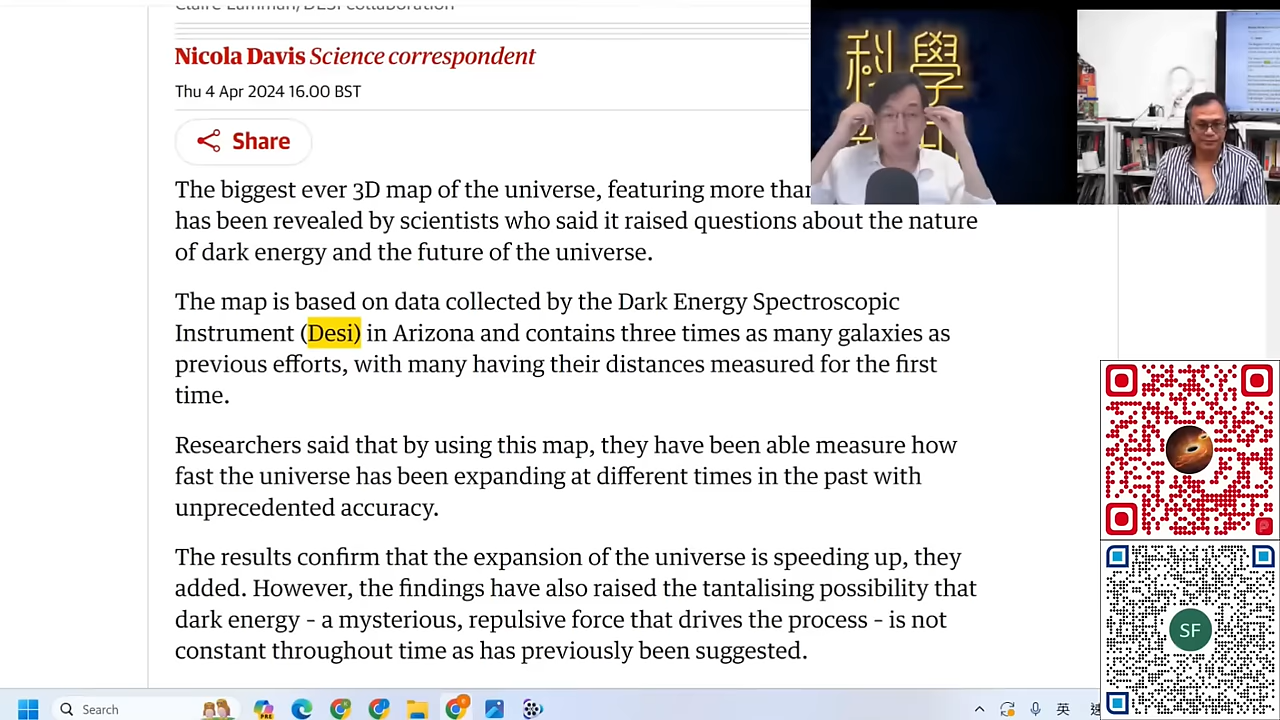 Claire Lamman/DESI Collaboration
科學
Nicola Davis Science correspondent
Thu 4 Apr 2024 16.00 BST
Share
The biggest ever 3D map of the universe, featuring more than
has been revealed by scientists who said it raised questions about the nature
of dark energy and the future of the universe.
The map is based on data collected by the Dark Energy Spectroscopic
Instrument (Desi) in Arizona and contains three times as many galaxies as
previous efforts, with many having their distances measured for the first
time.
Researchers said that by using this map, they have been able measure how
fast the universe has been expanding at different times in the past with
unprecedented accuracy.
The results confirm that the expansion of the universe is speeding up, they
added. However, the findings have also raised the tantalising possibility that
dark energy – a mysterious, repulsive force that drives the process – is not
constant throughout time as has previously been suggested.
SF
Search
PRE
英